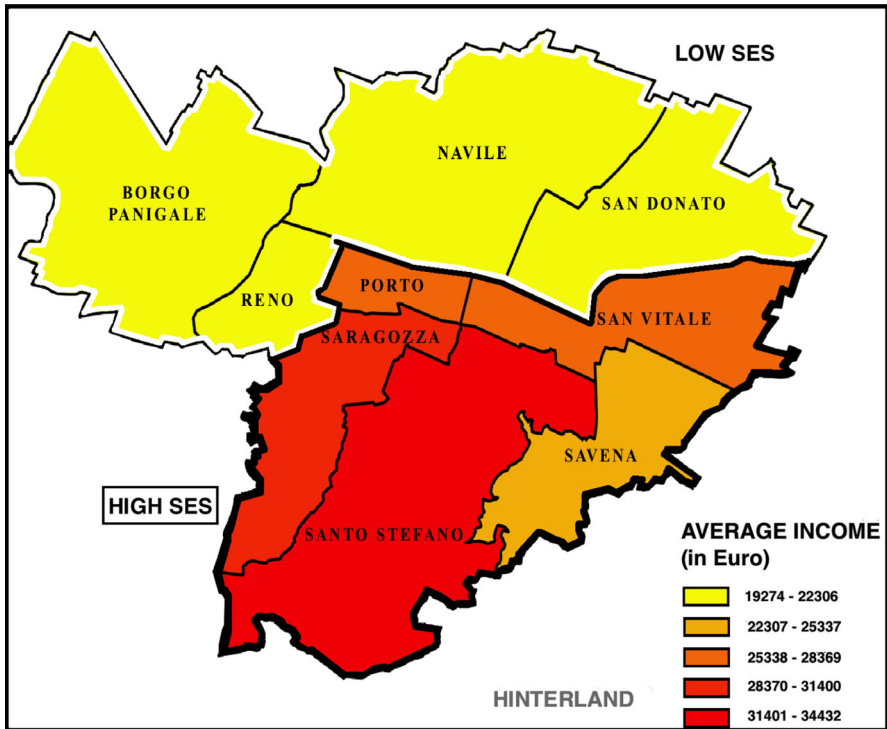 LOW SES
NAVILE
BORGO
PANIGALE
SAN DONATO
RENO
PORTO
SAN VITALE
SARAGOZZA
SAVENA
HIGH SES
SANTO STEFANO
AVERAGE INCOME
(in Euro)
19274 - 22306
22307 - 25337
25338 - 28369
28370 - 31400
31401 - 34432
HINTERLAND